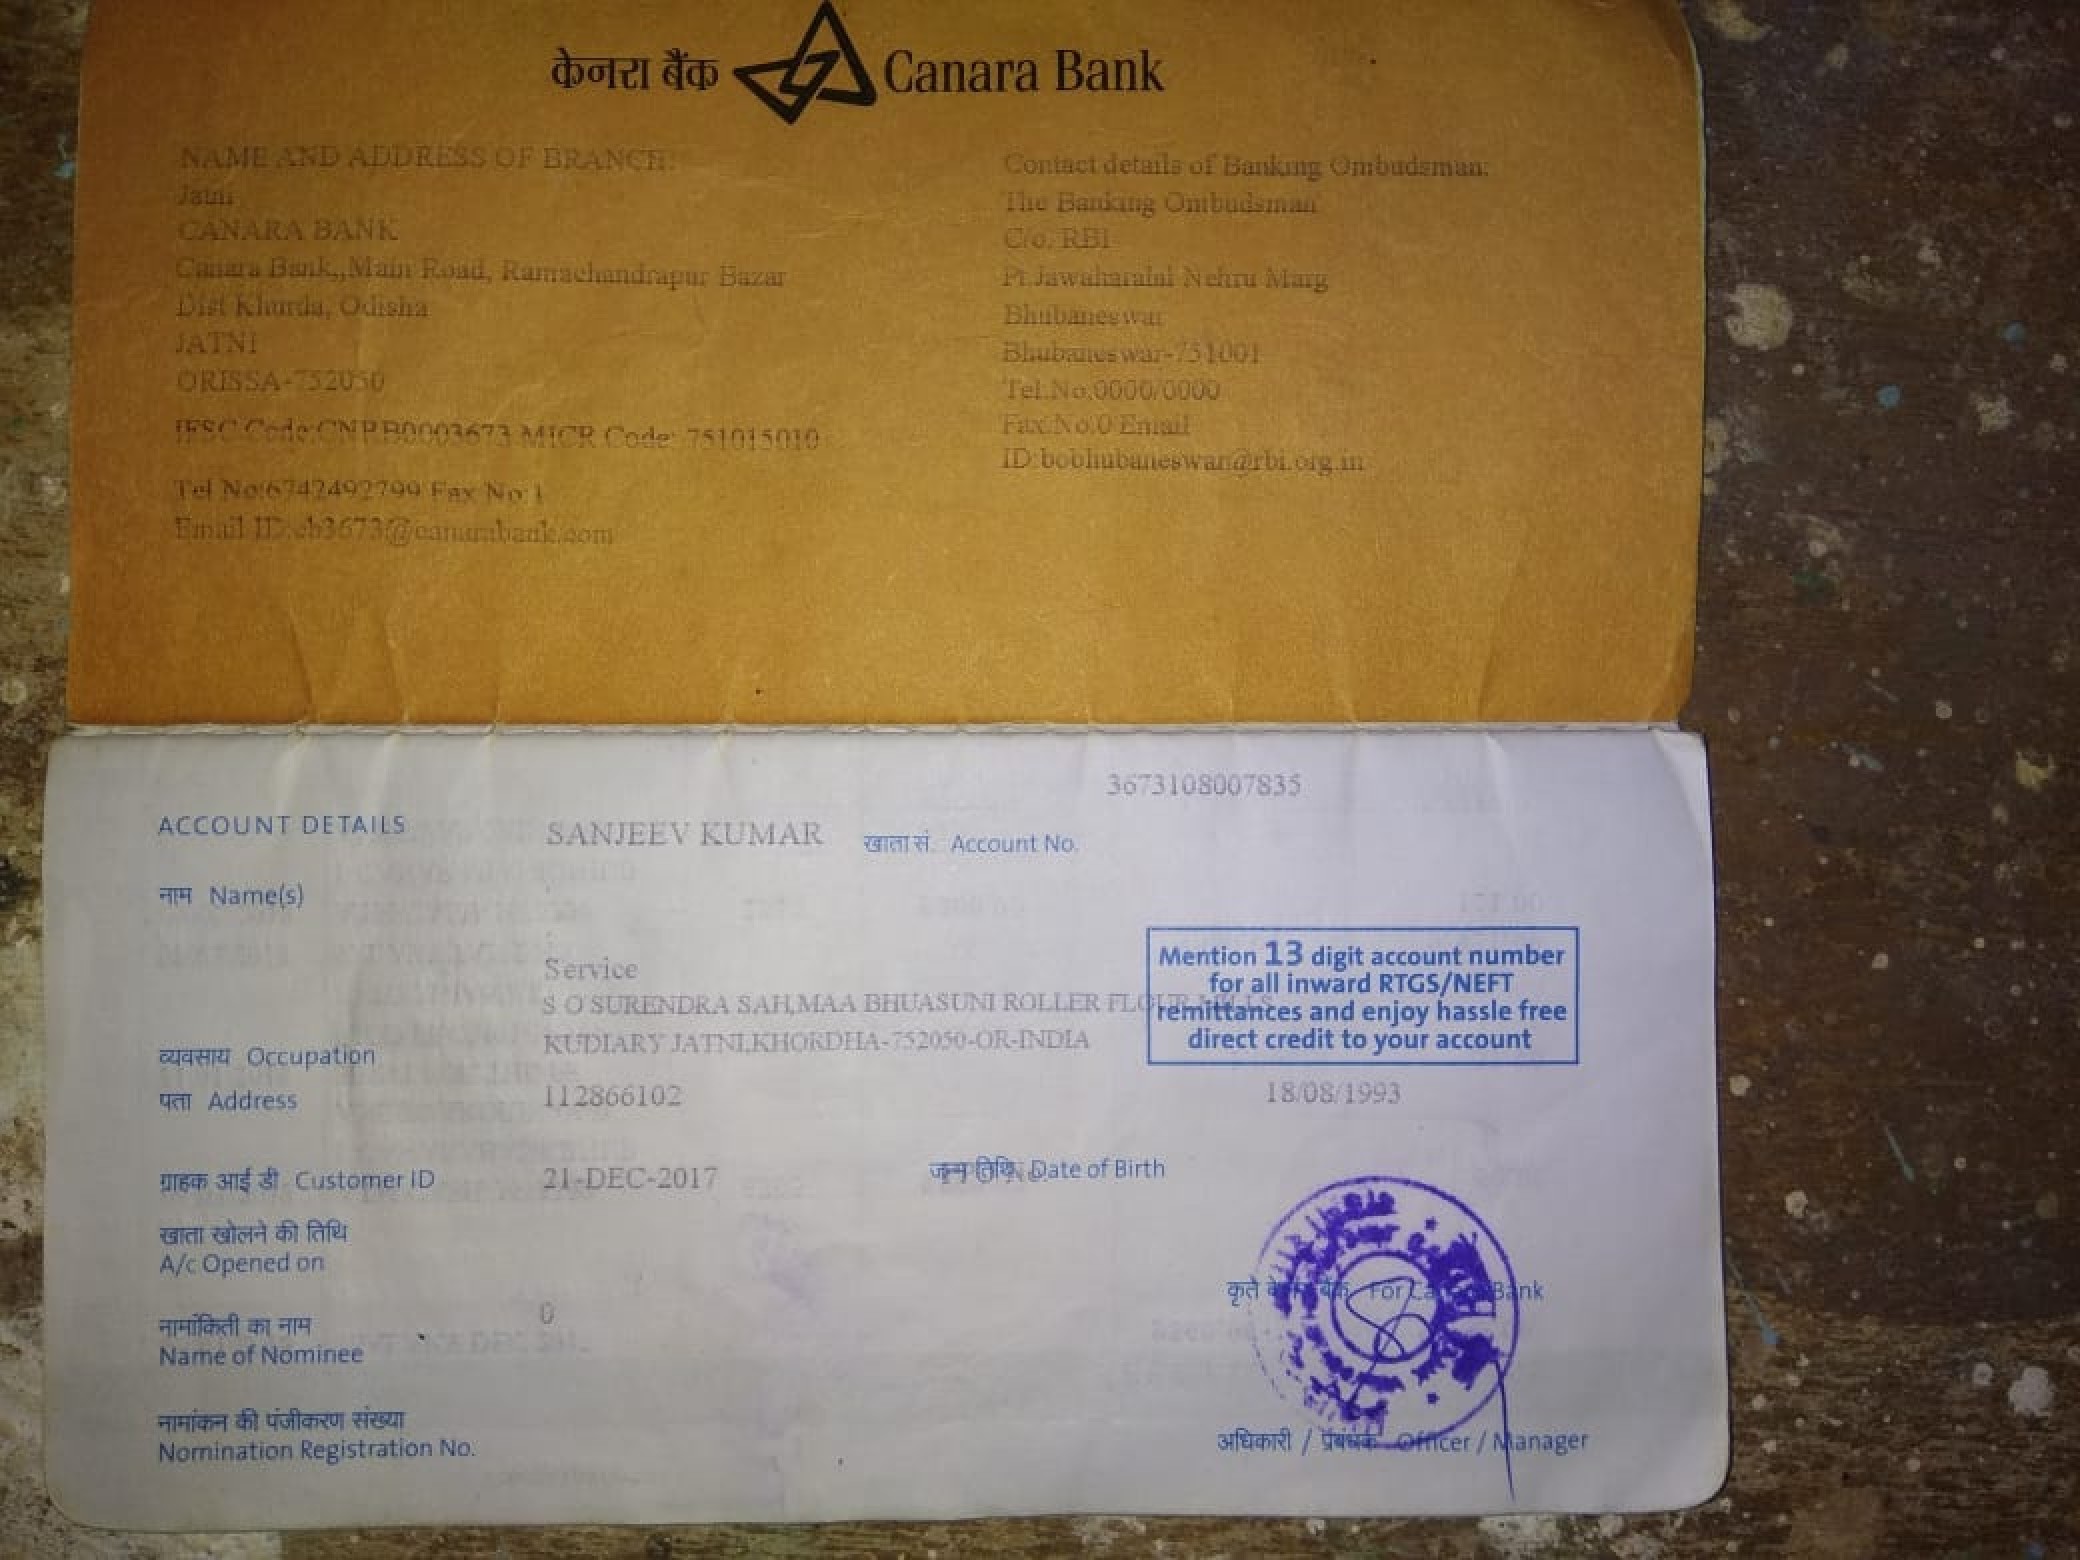 केनरा बैंक Canara Bank
NAME AND ADDRESS OF BRANCH:
Jatni
CANARA BANK
Canara Bank,,Main Road, Ramachandrapur Bazar
Dist Khurda, Odisha
JATNI
ORISSA-752050
IFSC Code:CNRB0003673 MICR Code: 751015010
Tel No:6742492799 Fax No:1
Email ID:cb3673@canarabank.com
Contact details of Banking Ombudsman:
The Banking Ombudsman
C/o. RBI
Pt.Jawaharalal Nehru Marg
Bhubaneswar
Bhubaneswar-751001
Tel.No.0000/0000
Fax:No:0 Email
ID:bobhubaneswar@rbi.org.in
3673108007835
ACCOUNT DETAILS
SANJEEV KUMAR
खाता सं. Account No.
नाम Name(s)
Mention 13 digit account number
for all inward RTGS/NEFT
remittances and enjoy hassle free
direct credit to your account
Service
S O SURENDRA SAH,MAA BHUASUNI ROLLER FLOUR MILLS
KUDIARY JATNI,KHORDHA-752050-OR-INDIA
व्यवसाय Occupation
पता Address
112866102
18/08/1993
ग्राहक आई डी Customer ID
21-DEC-2017
जन्म तिथि Date of Birth
खाता खोलने की तिथि
A/c Opened on
0
कृते केनरा बैंक For Canara Bank
नामांकिती का नाम
Name of Nominee
नामांकन की पंजीकरण संख्या
Nomination Registration No.
अधिकारी / प्रबंधक Officer / Manager